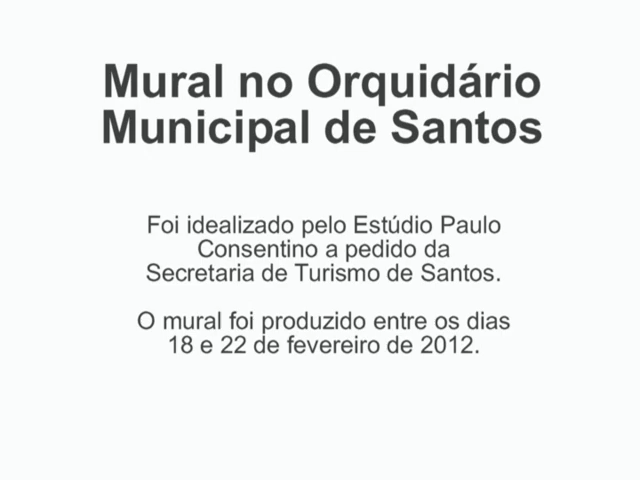 Mural no Orquidário
Municipal de Santos
Foi idealizado pelo Estúdio Paulo
Consentino a pedido da
Secretaria de Turismo de Santos.
O mural foi produzido entre os dias
18 e 22 de fevereiro de 2012.